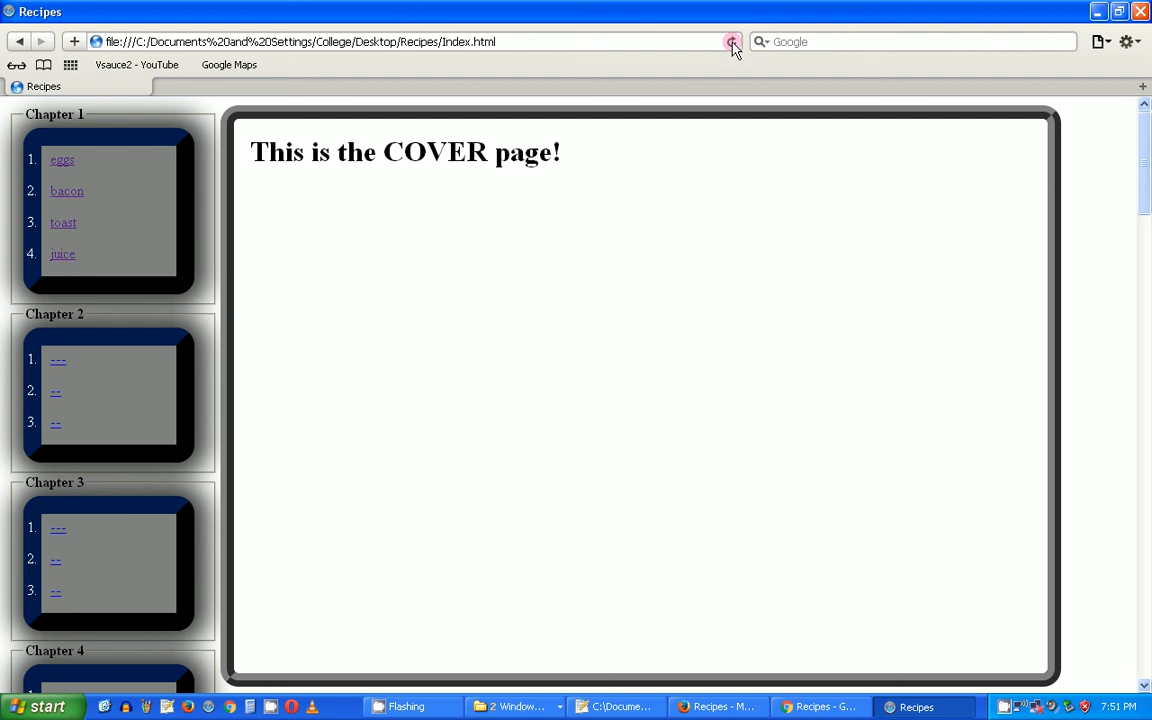 Recipes
file:///C:/Documents%20and%20Settings/College/Desktop/Recipes/Index.html
Google
Vsauce2 - YouTube
Google Maps
Recipes
Chapter 1
1. eggs
2. bacon
3. toast
4. juice
Chapter 2
1. ---
2. --
3. --
Chapter 3
1. ---
2. --
3. --
Chapter 4
This is the COVER page!
start
Flashing
2 Window...
C:\Docume...
Recipes - M...
Recipes - G...
Recipes
7:51 PM